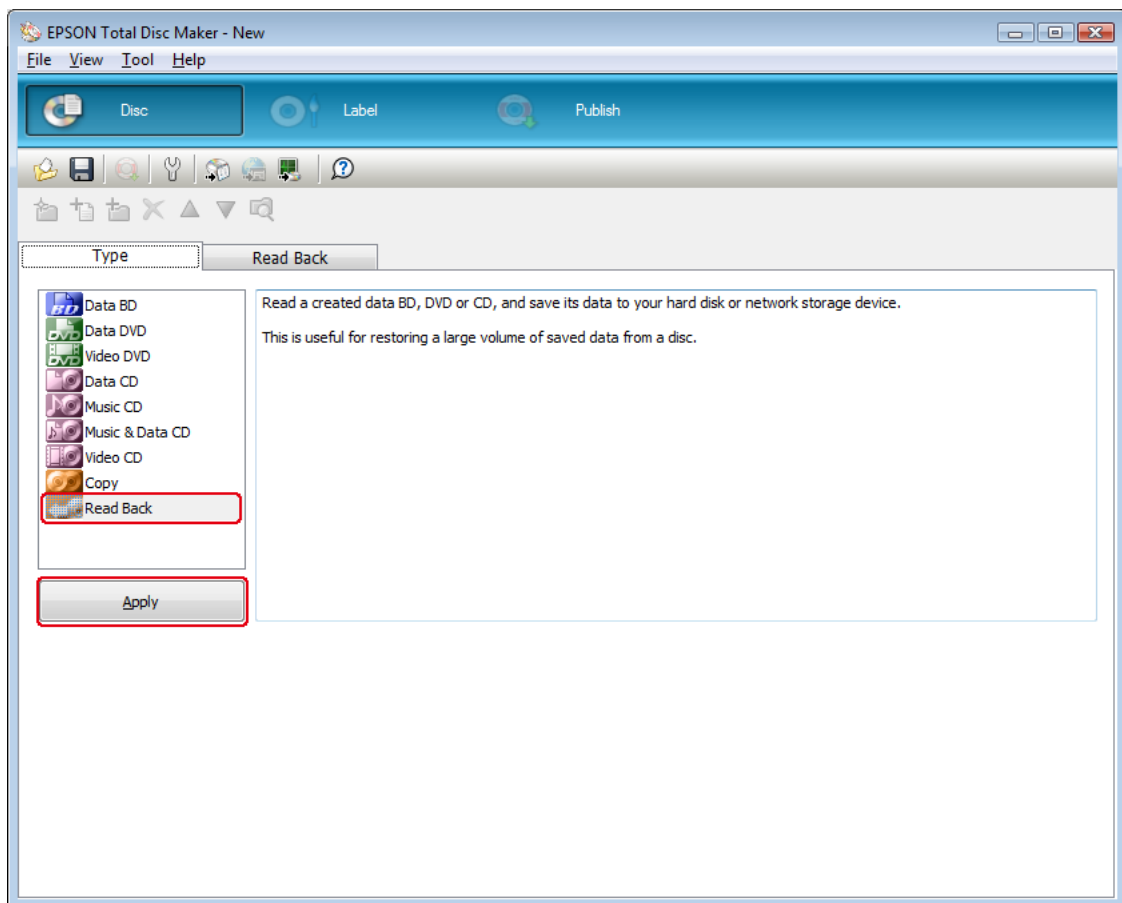 EPSON Total Disc Maker - New
File View Tool Help
Disc Label Publish
Type Read Back
Data BD
Data DVD
Video DVD
Data CD
Music CD
Music & Data CD
Video CD
Copy
Read Back
Apply
Read a created data BD, DVD or CD, and save its data to your hard disk or network storage device.
This is useful for restoring a large volume of saved data from a disc.